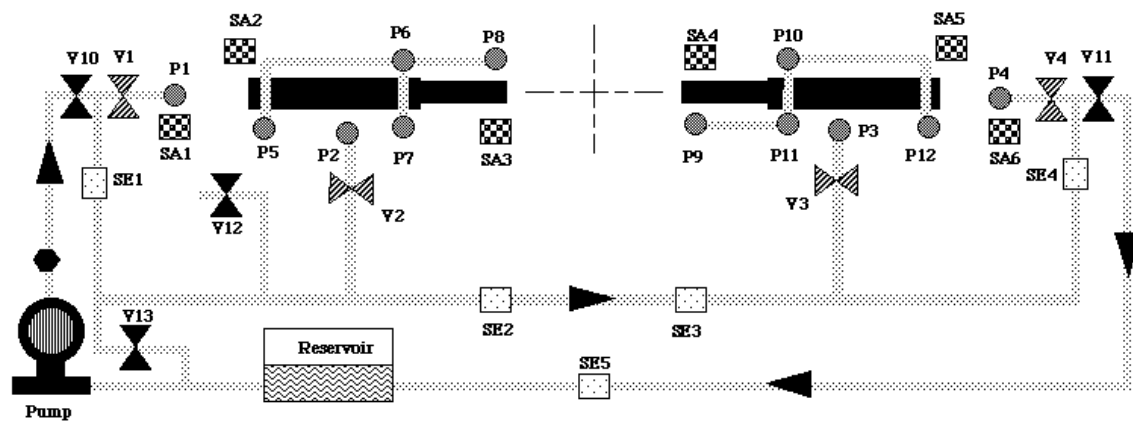 SA2 P6 P8 SA4 P10 SA5
V10 V1 P1 P4 V4 V11
SA1 P5 P2 P7 SA3 P9 P11 P3 P12 SA6
SE1 SE4
V12 V2 V3
SE2 SE3
V13
Reservoir SE5
Pump